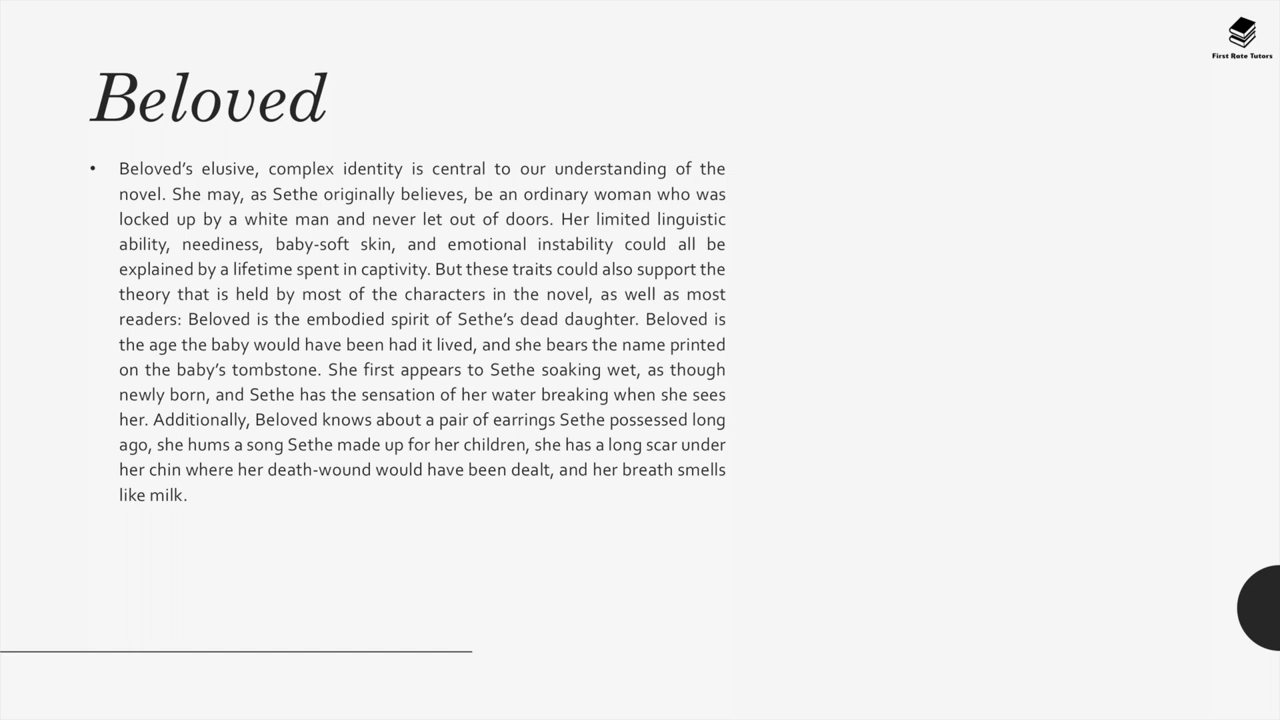 First Rate Tutors
Beloved
• Beloved’s elusive, complex identity is central to our understanding of the
novel. She may, as Sethe originally believes, be an ordinary woman who was
locked up by a white man and never let out of doors. Her limited linguistic
ability, neediness, baby-soft skin, and emotional instability could all be
explained by a lifetime spent in captivity. But these traits could also support the
theory that is held by most of the characters in the novel, as well as most
readers: Beloved is the embodied spirit of Sethe’s dead daughter. Beloved is
the age the baby would have been had it lived, and she bears the name printed
on the baby’s tombstone. She first appears to Sethe soaking wet, as though
newly born, and Sethe has the sensation of her water breaking when she sees
her. Additionally, Beloved knows about a pair of earrings Sethe possessed long
ago, she hums a song Sethe made up for her children, she has a long scar under
her chin where her death-wound would have been dealt, and her breath smells
like milk.